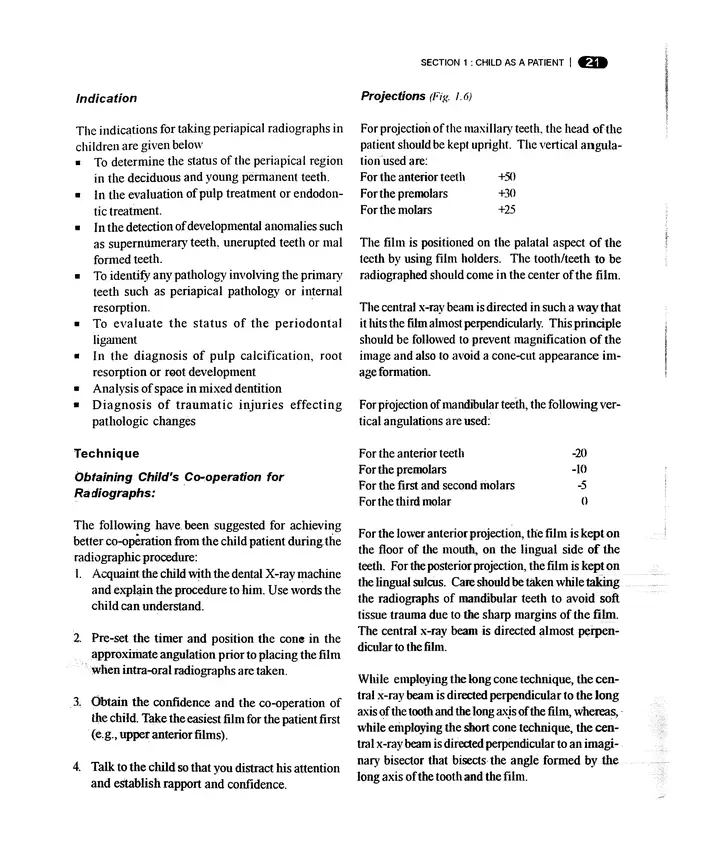 SECTION 1 : CHILD AS A PATIENT | 21
Indication
The indications for taking periapical radiographs in
children are given below
▪ To determine the status of the periapical region
in the deciduous and young permanent teeth.
▪ In the evaluation of pulp treatment or endodon-
tic treatment.
▪ In the detection of developmental anomalies such
as supernumerary teeth, unerupted teeth or mal
formed teeth.
▪ To identify any pathology involving the primary
teeth such as periapical pathology or internal
resorption.
▪ To evaluate the status of the periodontal
ligament
▪ In the diagnosis of pulp calcification, root
resorption or root development
▪ Analysis of space in mixed dentition
▪ Diagnosis of traumatic injuries effecting
pathologic changes
Technique
Obtaining Child's Co-operation for
Radiographs:
The following have been suggested for achieving
better co-operation from the child patient during the
radiographic procedure:
1. Acquaint the child with the dental X-ray machine
and explain the procedure to him. Use words the
child can understand.
2. Pre-set the timer and position the cone in the
approximate angulation prior to placing the film
when intra-oral radiographs are taken.
3. Obtain the confidence and the co-operation of
the child. Take the easiest film for the patient first
(e.g., upper anterior films).
4. Talk to the child so that you distract his attention
and establish rapport and confidence.
Projections (Fig. 1.6)
For projection of the maxillary teeth, the head of the
patient should be kept upright. The vertical angula-
tion used are:
For the anterior teeth +50
For the premolars +30
For the molars +25
The film is positioned on the palatal aspect of the
teeth by using film holders. The tooth/teeth to be
radiographed should come in the center of the film.
The central x-ray beam is directed in such a way that
it hits the film almost perpendicularly. This principle
should be followed to prevent magnification of the
image and also to avoid a cone-cut appearance im-
age formation.
For projection of mandibular teeth, the following ver-
tical angulations are used:
For the anterior teeth -20
For the premolars -10
For the first and second molars -5
For the third molar 0
For the lower anterior projection, the film is kept on
the floor of the mouth, on the lingual side of the
teeth. For the posterior projection, the film is kept on
the lingual sulcus. Care should be taken while taking
the radiographs of mandibular teeth to avoid soft
tissue trauma due to the sharp margins of the film.
The central x-ray beam is directed almost perpen-
dicular to the film.
While employing the long cone technique, the cen-
tral x-ray beam is directed perpendicular to the long
axis of the tooth and the long axis of the film, whereas,
while employing the short cone technique, the cen-
tral x-ray beam is directed perpendicular to an imagi-
nary bisector that bisects the angle formed by the
long axis of the tooth and the film.